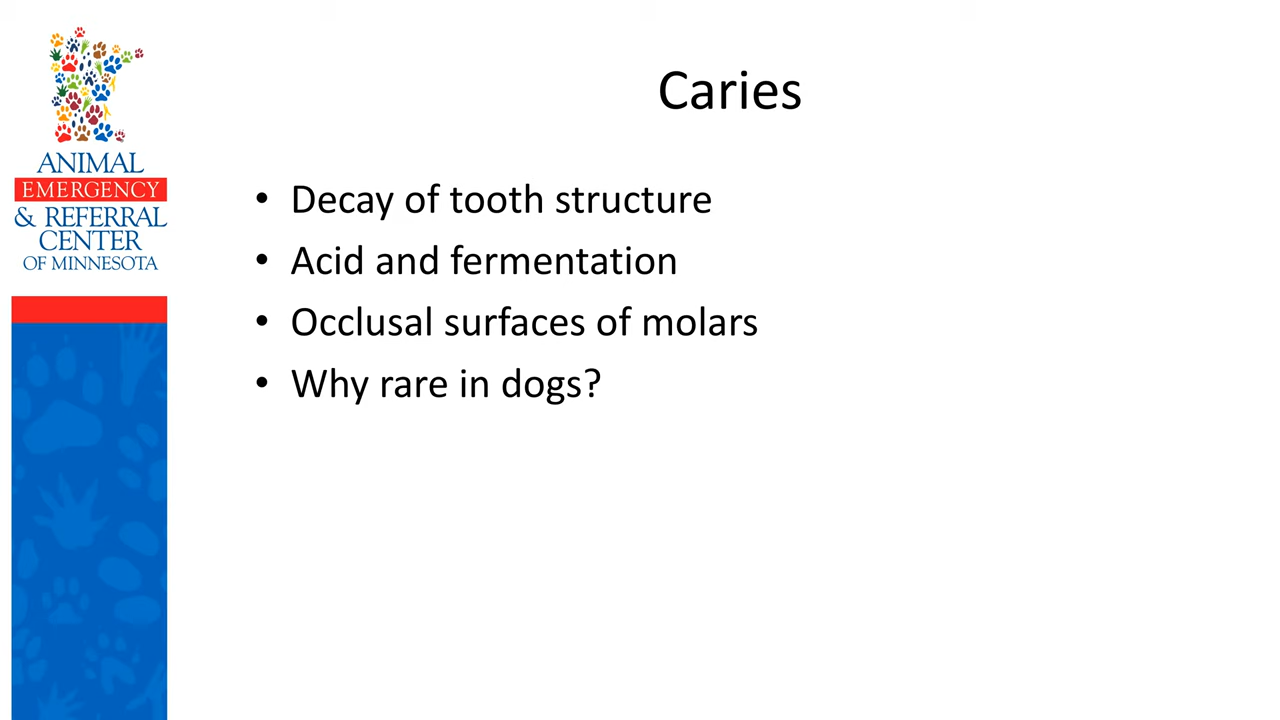 ANIMAL
EMERGENCY
& REFERRAL
CENTER
OF MINNESOTA
Caries
• Decay of tooth structure
• Acid and fermentation
• Occlusal surfaces of molars
• Why rare in dogs?